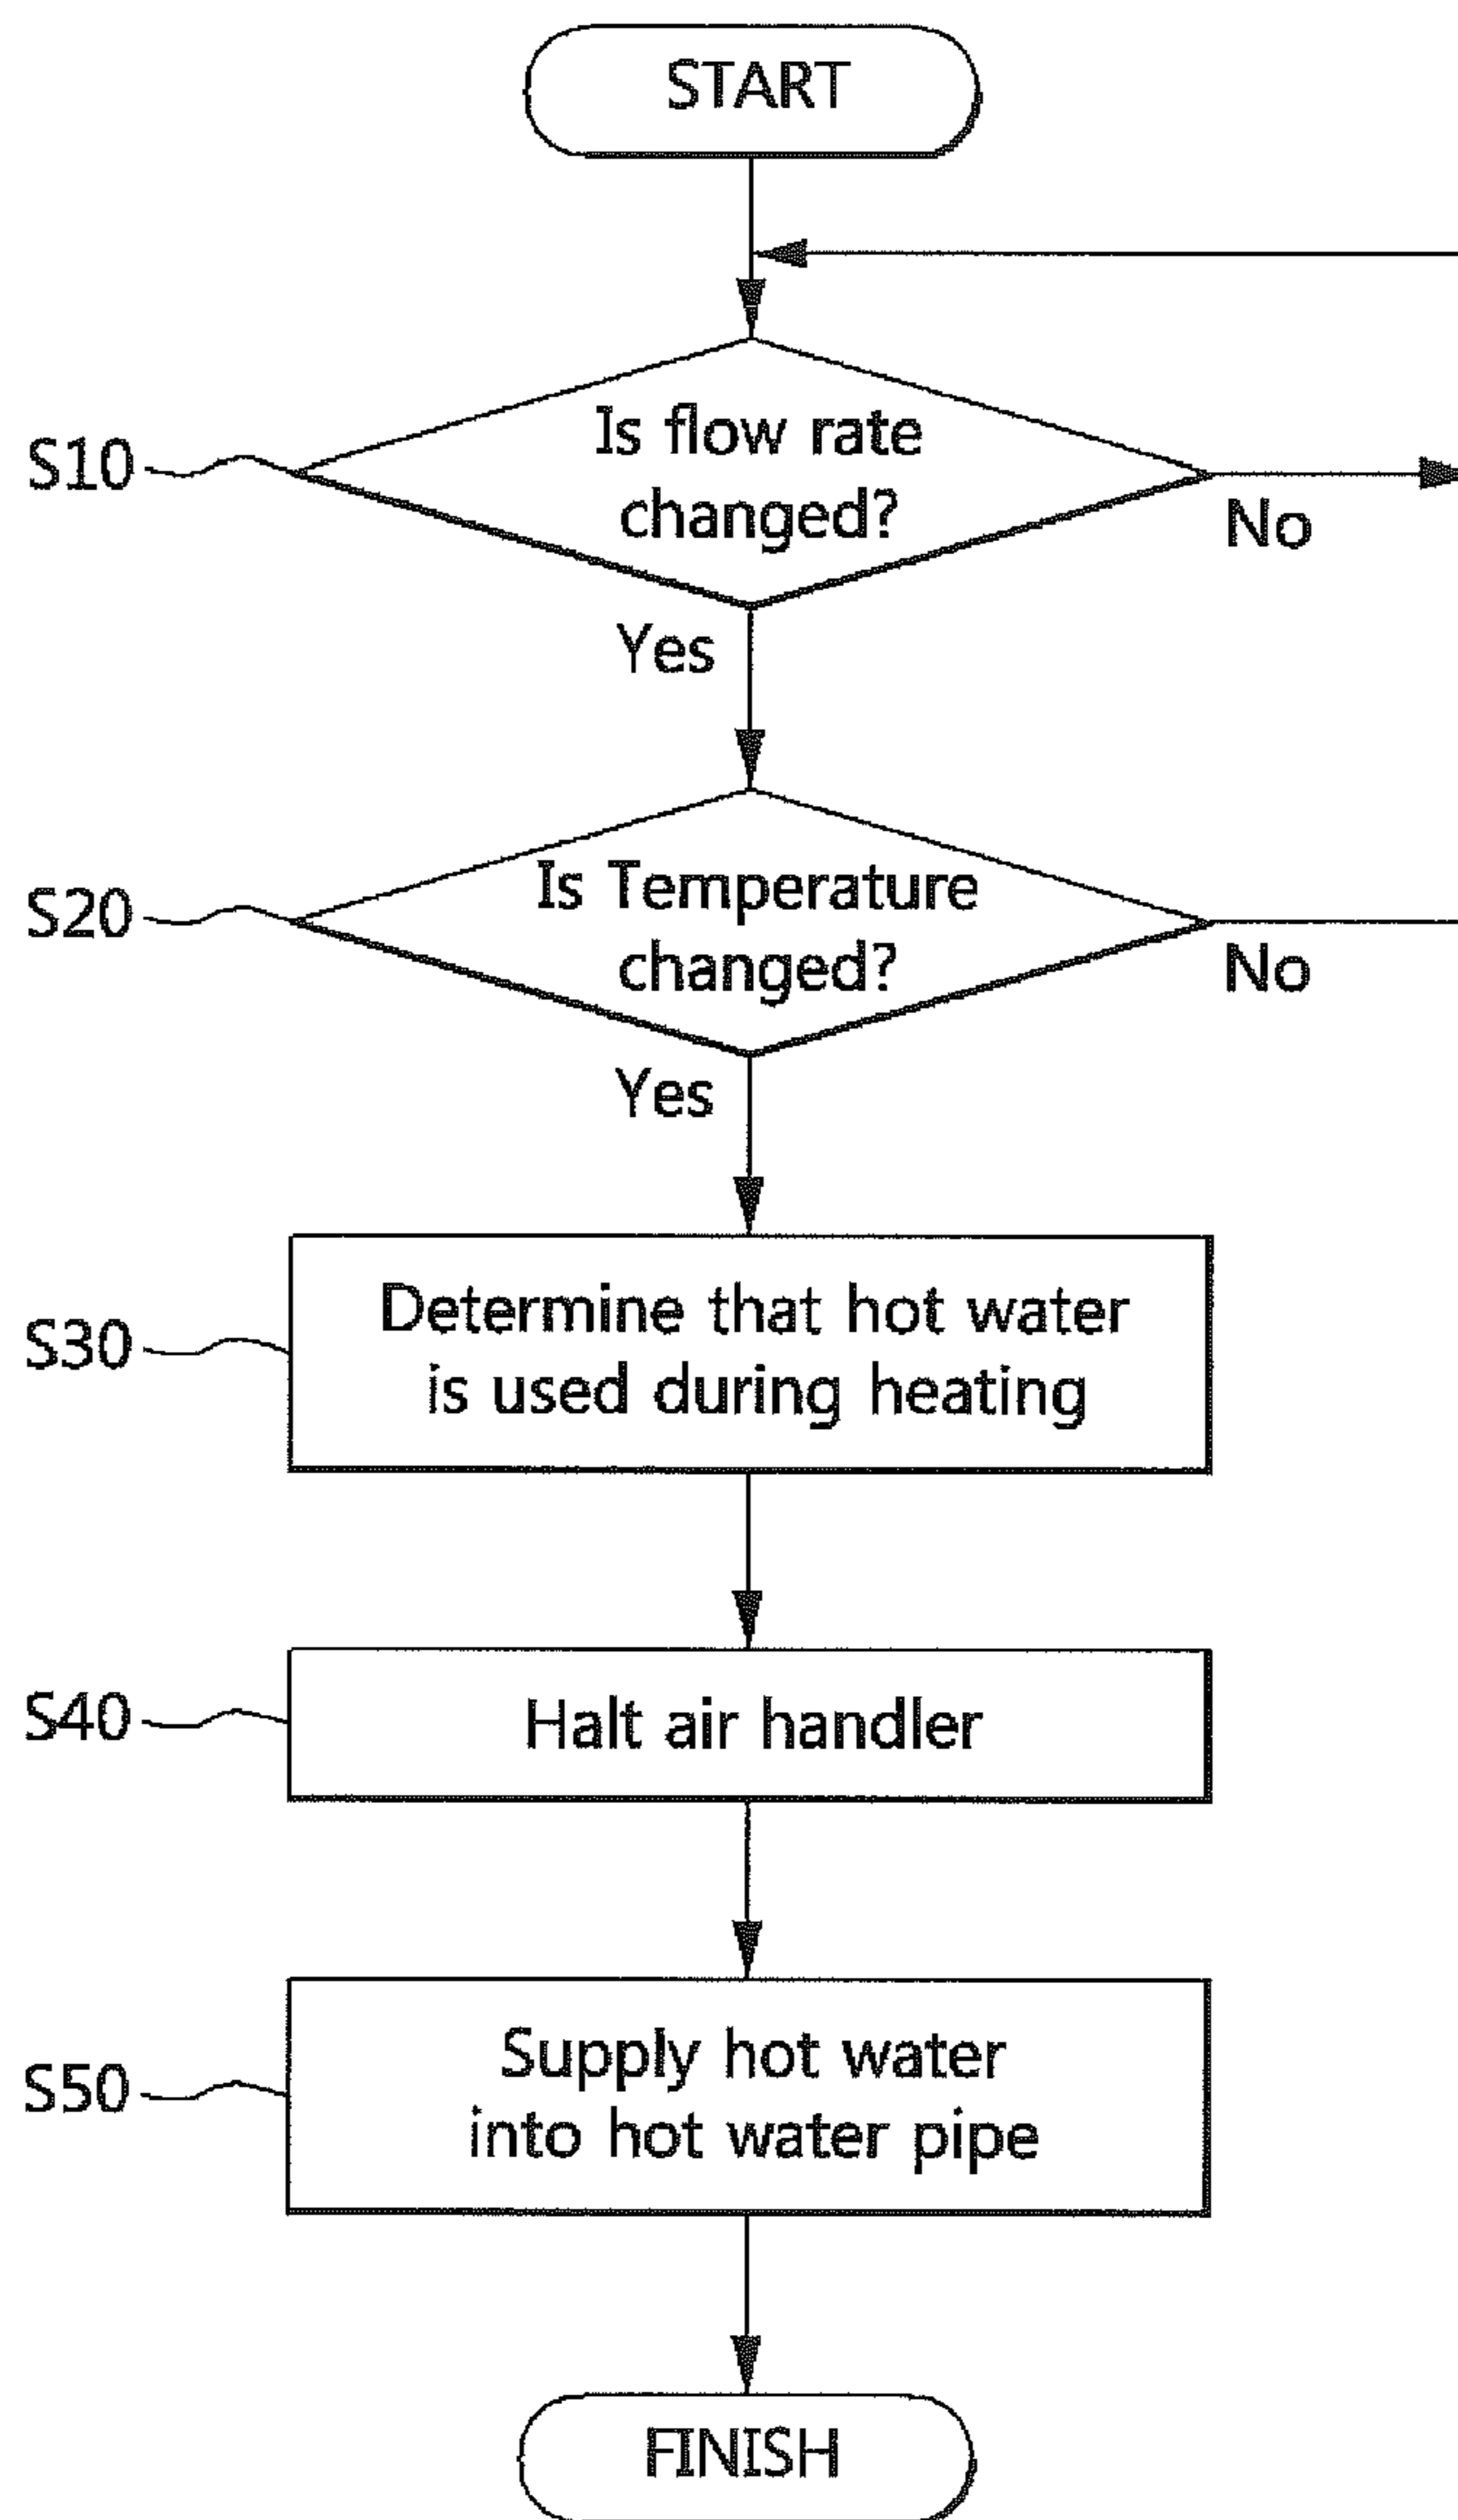 START
S10
Is flow rate
changed?
No
Yes
S20
Is Temperature
changed?
No
Yes
S30
Determine that hot water
is used during heating
S40
Halt air handler
S50
Supply hot water
into hot water pipe
FINISH